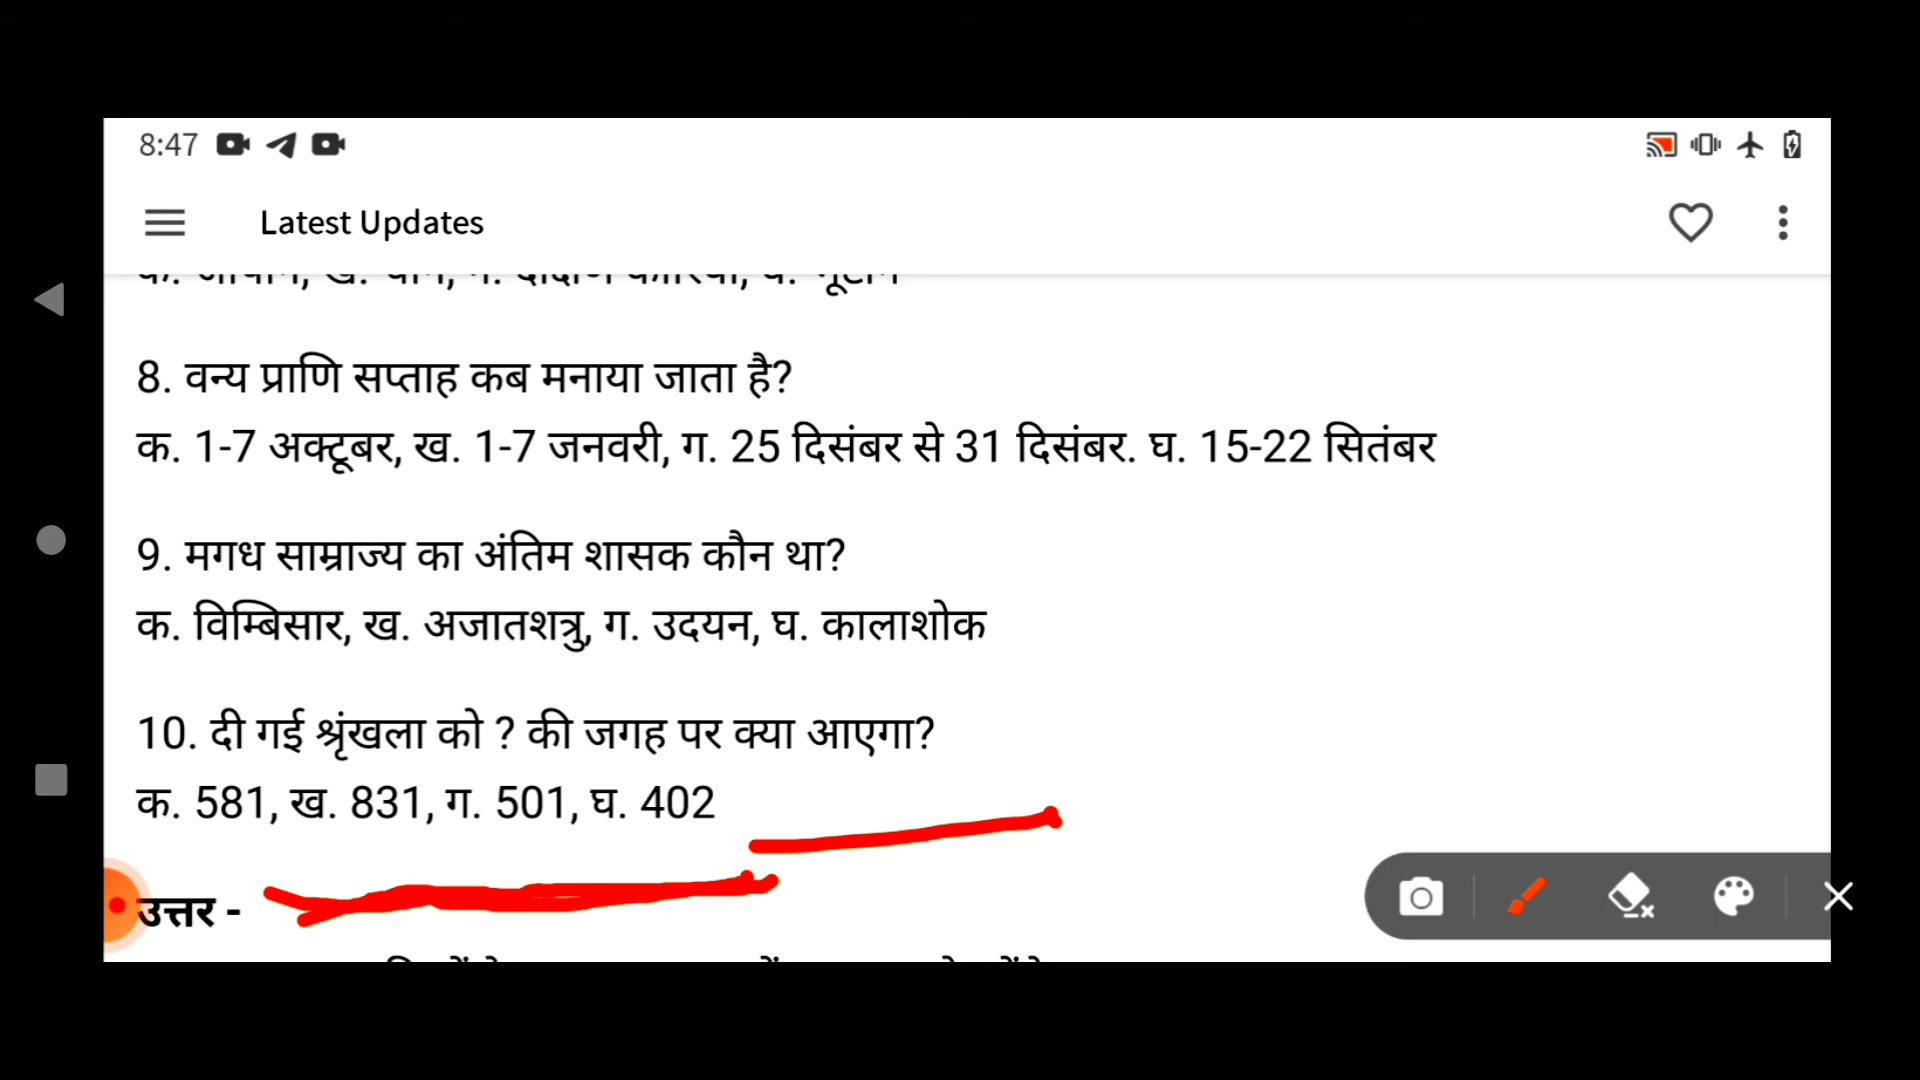 8:47
Latest Updates
8. वन्य प्राणि सप्ताह कब मनाया जाता है?
क. 1-7 अक्टूबर, ख. 1-7 जनवरी, ग. 25 दिसंबर से 31 दिसंबर. घ. 15-22 सितंबर
9. मगध साम्राज्य का अंतिम शासक कौन था?
क. विम्बिसार, ख. अजातशत्रु, ग. उदयन, घ. कालाशोक
10. दी गई श्रृंखला को ? की जगह पर क्या आएगा?
क. 581, ख. 831, ग. 501, घ. 402
उत्तर -